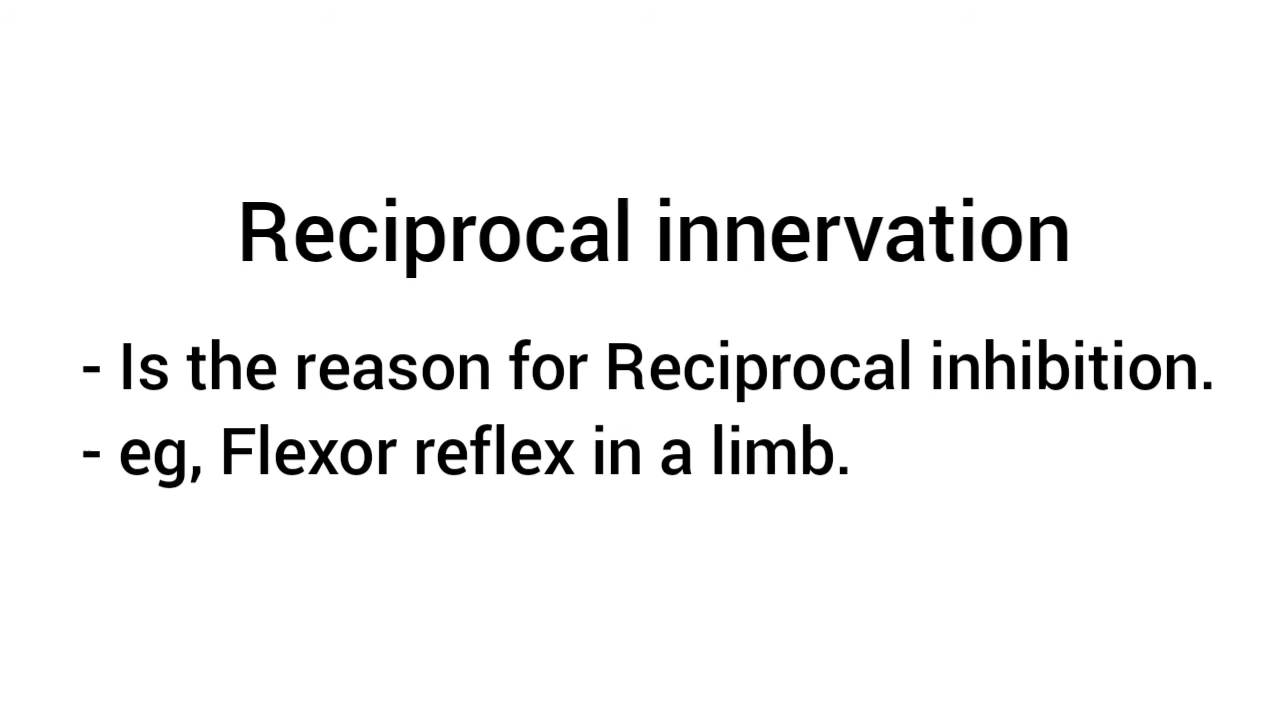 Reciprocal innervation
- Is the reason for Reciprocal inhibition.
- eg, Flexor reflex in a limb.